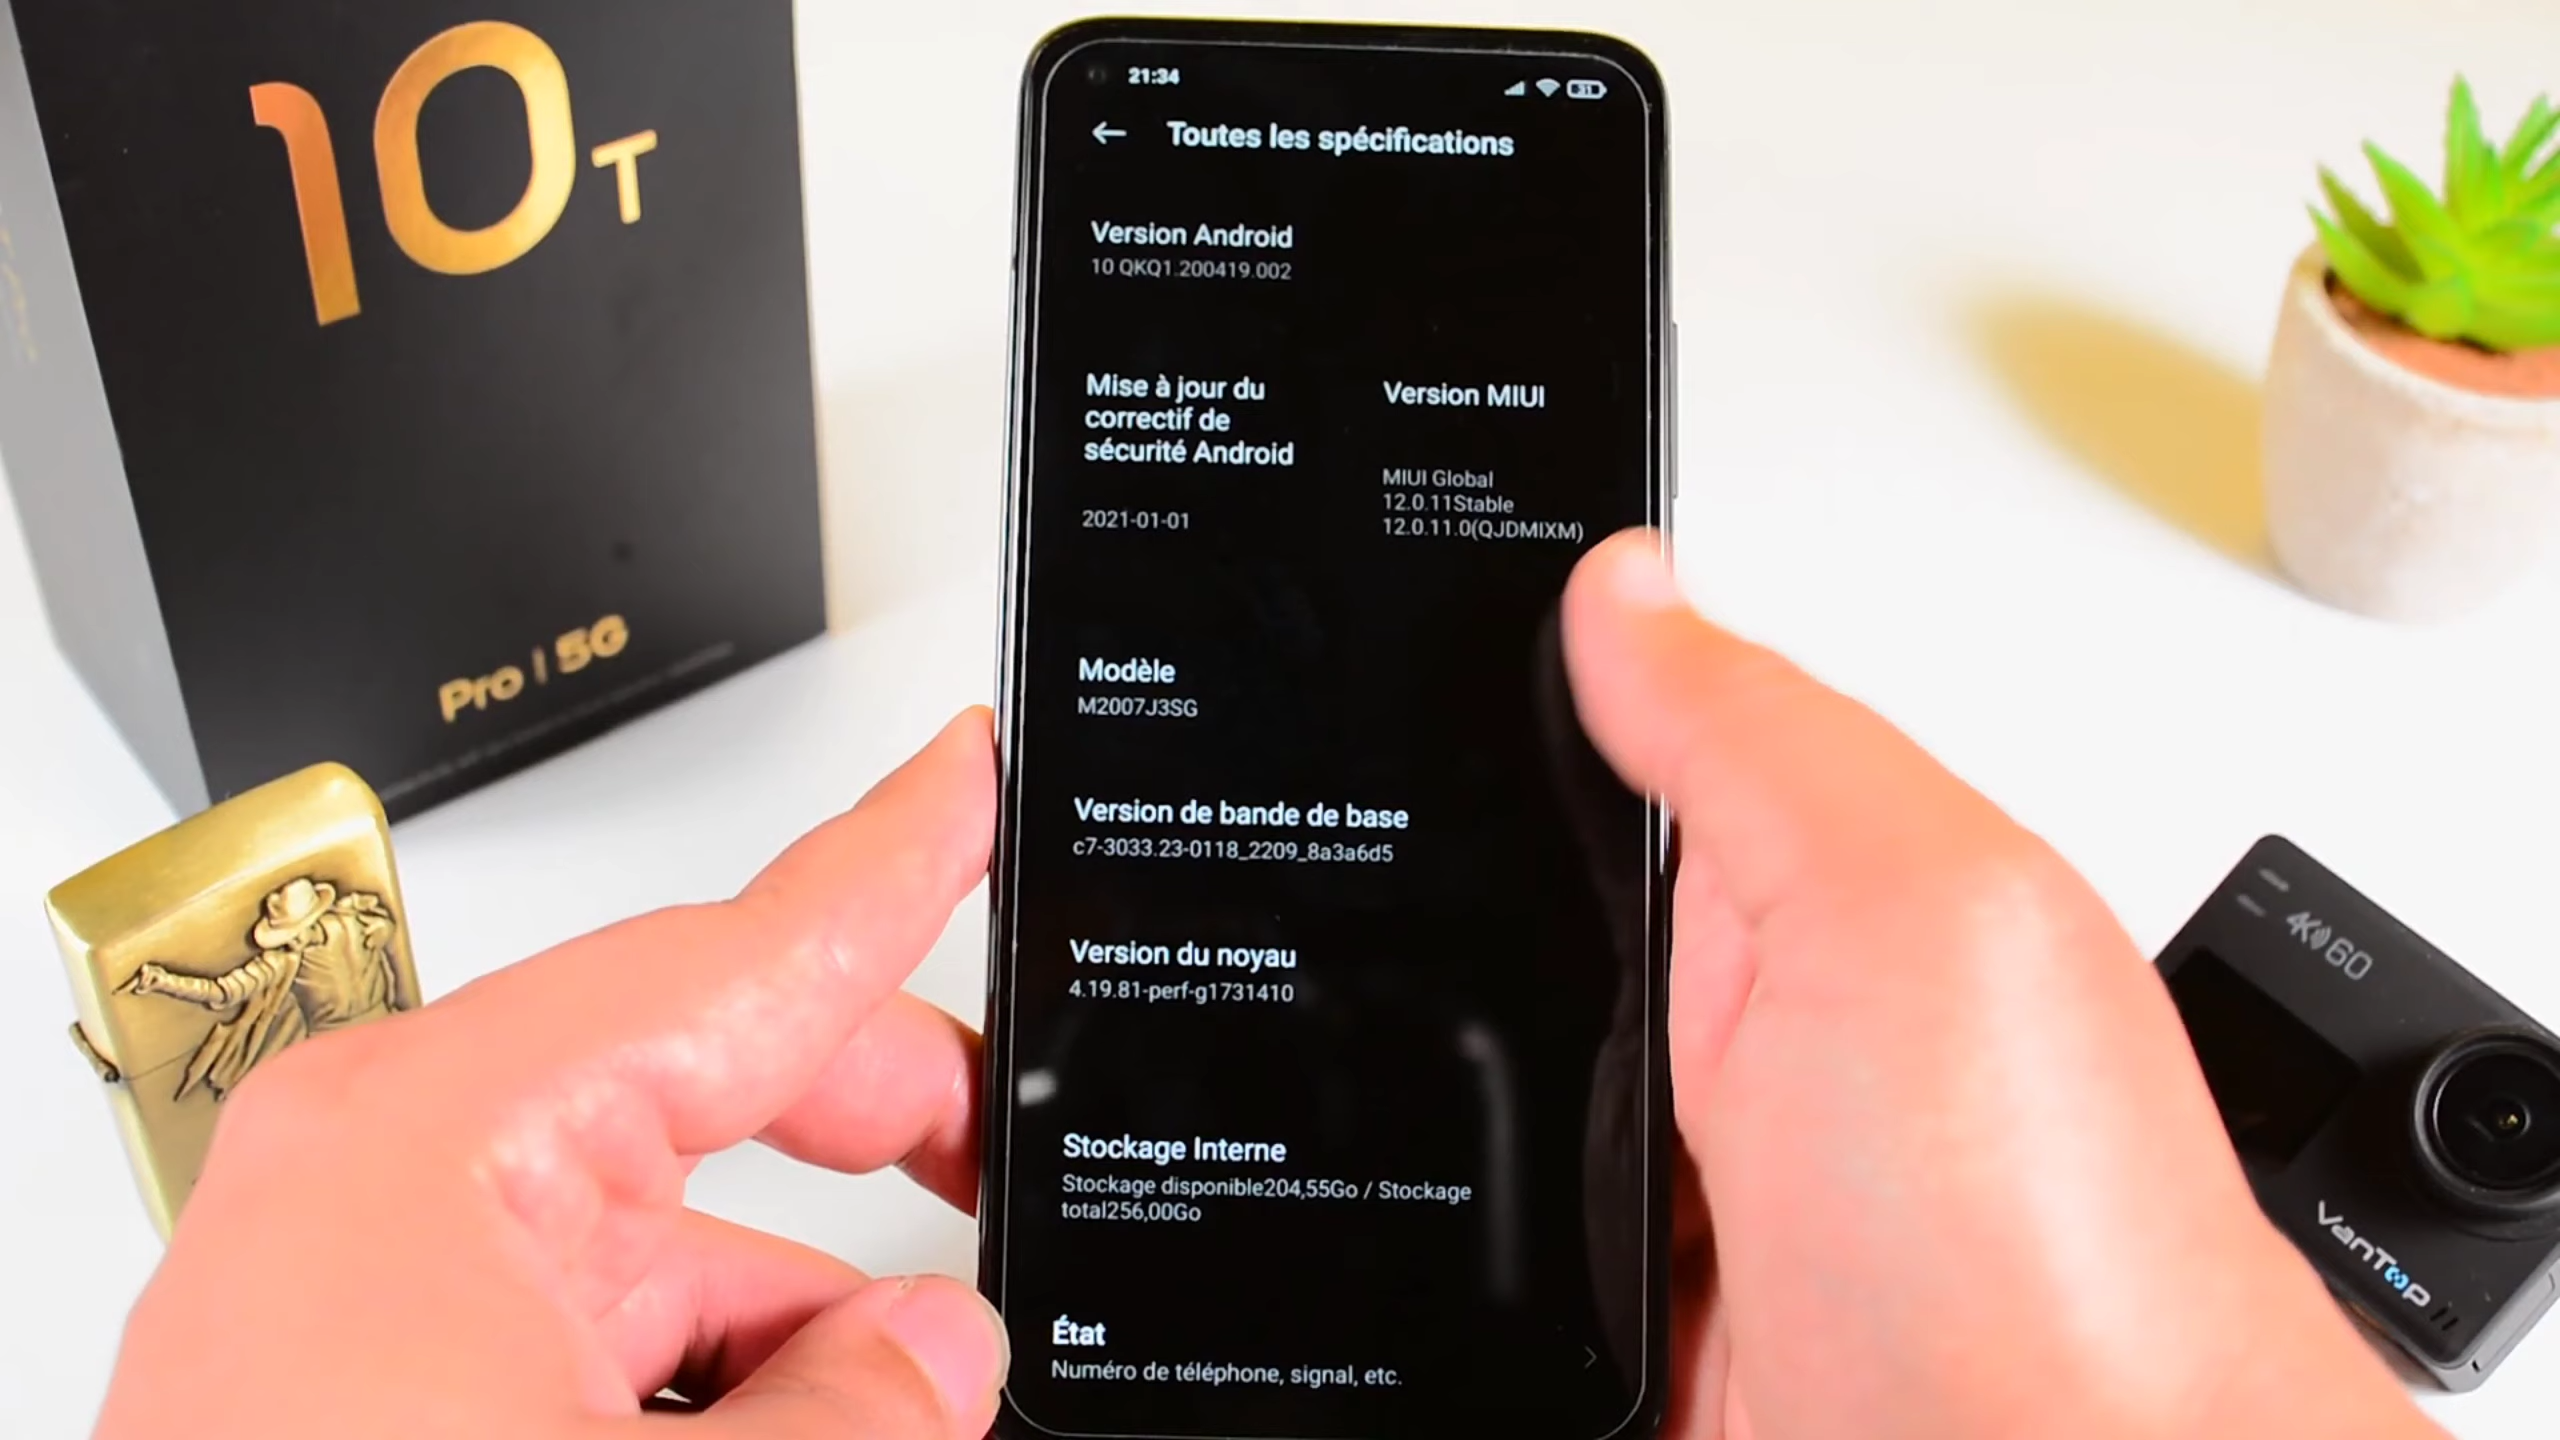 10T
Pro | 5G
21:34
31
Toutes les spécifications
Version Android
10 QKQ1.200419.002
Mise à jour du
correctif de
sécurité Android
2021-01-01
Version MIUI
MIUI Global
12.0.11Stable
12.0.11.0(QJDMIXM)
Modèle
M2007J3SG
Version de bande de base
c7-3033.23-0118_2209_8a3a6d5
Version du noyau
4.19.81-perf-g1731410
Stockage Interne
Stockage disponible204,55Go / Stockage
total256,00Go
État
Numéro de téléphone, signal, etc.
4K 60
VanTop